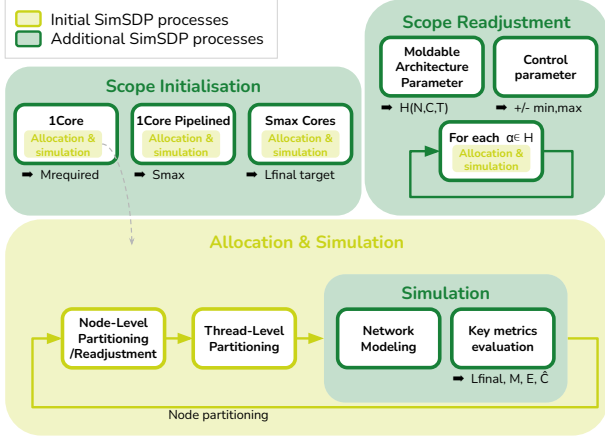 Initial SimSDP processes
Additional SimSDP processes
Scope Initialisation
1Core
Allocation &
simulation
➡ Mrequired
1Core Pipelined
Allocation &
simulation
➡ Smax
Smax Cores
Allocation &
simulation
➡ Lfinal target
Scope Readjustment
Moldable
Architecture
Parameter
➡ H(N,C,T)
Control
parameter
➡ +/- min,max
For each α∈ H
Allocation &
simulation
Allocation & Simulation
Node-Level
Partitioning
/Readjustment
Thread-Level
Partitioning
Simulation
Network
Modeling
Key metrics
evaluation
➡ Lfinal, M, E, Ĉ
Node partitioning